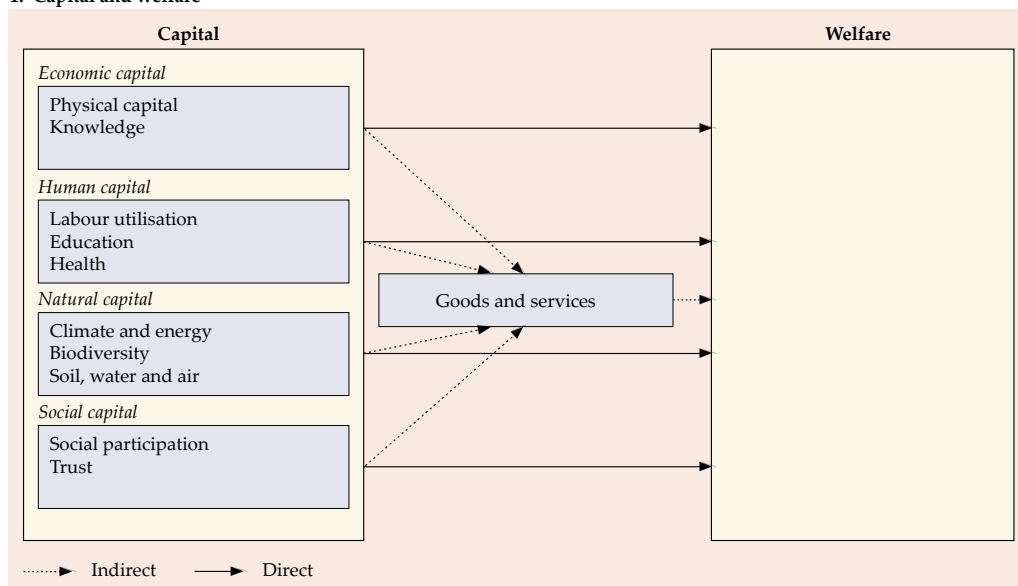 1. Capital and welfare
Capital
Welfare
Economic capital
Physical capital
Knowledge
Human capital
Labour utilisation
Education
Health
Natural capital
Climate and energy
Biodiversity
Soil, water and air
Social capital
Social participation
Trust
Goods and services
Indirect
Direct